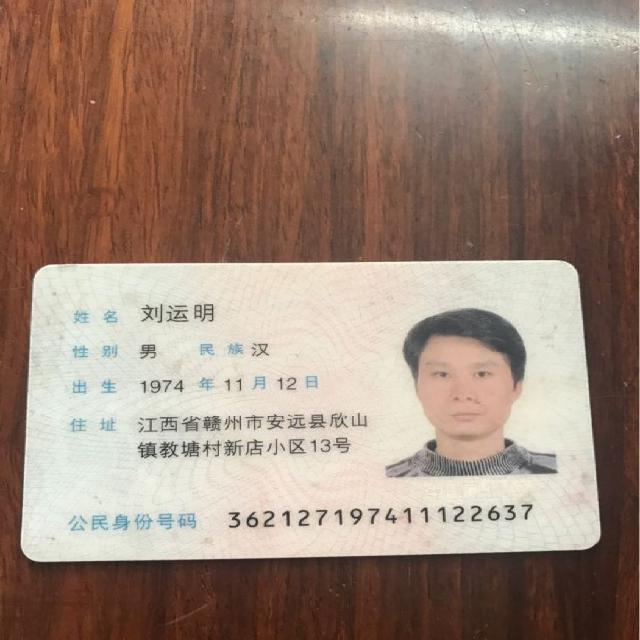 姓名 刘运明
性别 男 民族 汉
出生 1974 年 11 月 12 日
住址 江西省赣州市安远县欣山
镇教塘村新店小区13号
公民身份号码 362127197411122637